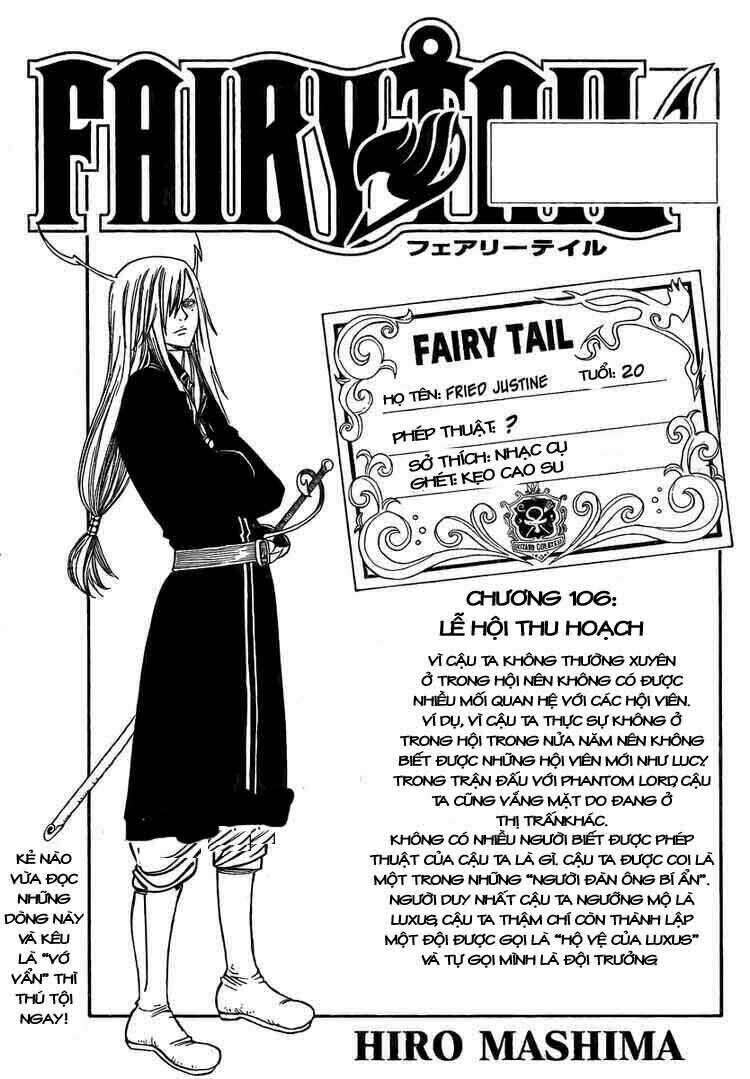 FAIRY TAIL
フェアリーテイル
FAIRY TAIL
HỌ TÊN: FRIED JUSTINE TUỔI: 20
PHÉP THUẬT: ?
SỞ THÍCH: NHẠC CỤ
GHÉT: KẸO CAO SU
CHƯƠNG 106:
LỄ HỘI THU HOẠCH
VÌ CẬU TA KHÔNG THƯỜNG XUYÊN
Ở TRONG HỘI NÊN KHÔNG CÓ ĐƯỢC
NHIỀU MỐI QUAN HỆ VỚI CÁC HỘI VIÊN.
VÍ DỤ, VÌ CẬU TA THỰC SỰ KHÔNG Ở
TRONG HỘI TRONG NỬA NĂM NÊN KHÔNG
BIẾT ĐƯỢC NHỮNG HỘI VIÊN MỚI NHƯ LUCY.
TRONG TRẬN ĐẤU VỚI PHANTOM LORD, CẬU
TA CŨNG VẮNG MẶT DO ĐANG Ở
THỊ TRẤNKHÁC.
KHÔNG CÓ NHIỀU NGƯỜI BIẾT ĐƯỢC PHÉP
THUẬT CỦA CẬU TA LÀ GÌ. CẬU TA ĐƯỢC COI LÀ
MỘT TRONG NHỮNG “NGƯỜI ĐÀN ÔNG BÍ ẨN”.
NGƯỜI DUY NHẤT CẬU TA NGƯỠNG MỘ LÀ
LUXUS, CẬU TA THẬM CHÍ CÒN THÀNH LẬP
MỘT ĐỘI ĐƯỢC GỌI LÀ “HỘ VỆ CỦA LUXUS”
VÀ TỰ GỌI MÌNH LÀ ĐỘI TRƯỞNG
KẺ NÀO
VỪA ĐỌC
NHỮNG
DÒNG NÀY
VÀ KÊU
LÀ “VỚ
VẨN” THÌ
THÚ TỘI
NGAY!
HIRO MASHIMA